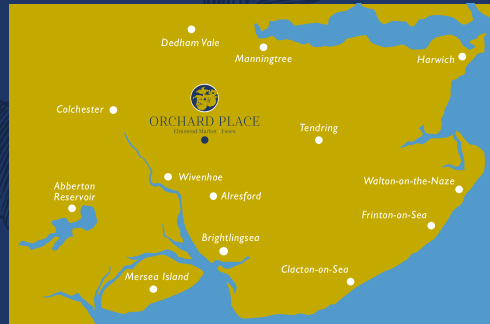 Dedham Vale
Manningtree
Harwich
Colchester
ORCHARD PLACE
Elmstead Market | Essex
Tendring
Wivenhoe
Walton-on-the-Naze
Abberton
Reservoir
Alresford
Frinton-on-Sea
Brightlingsea
Clacton-on-Sea
Mersea Island